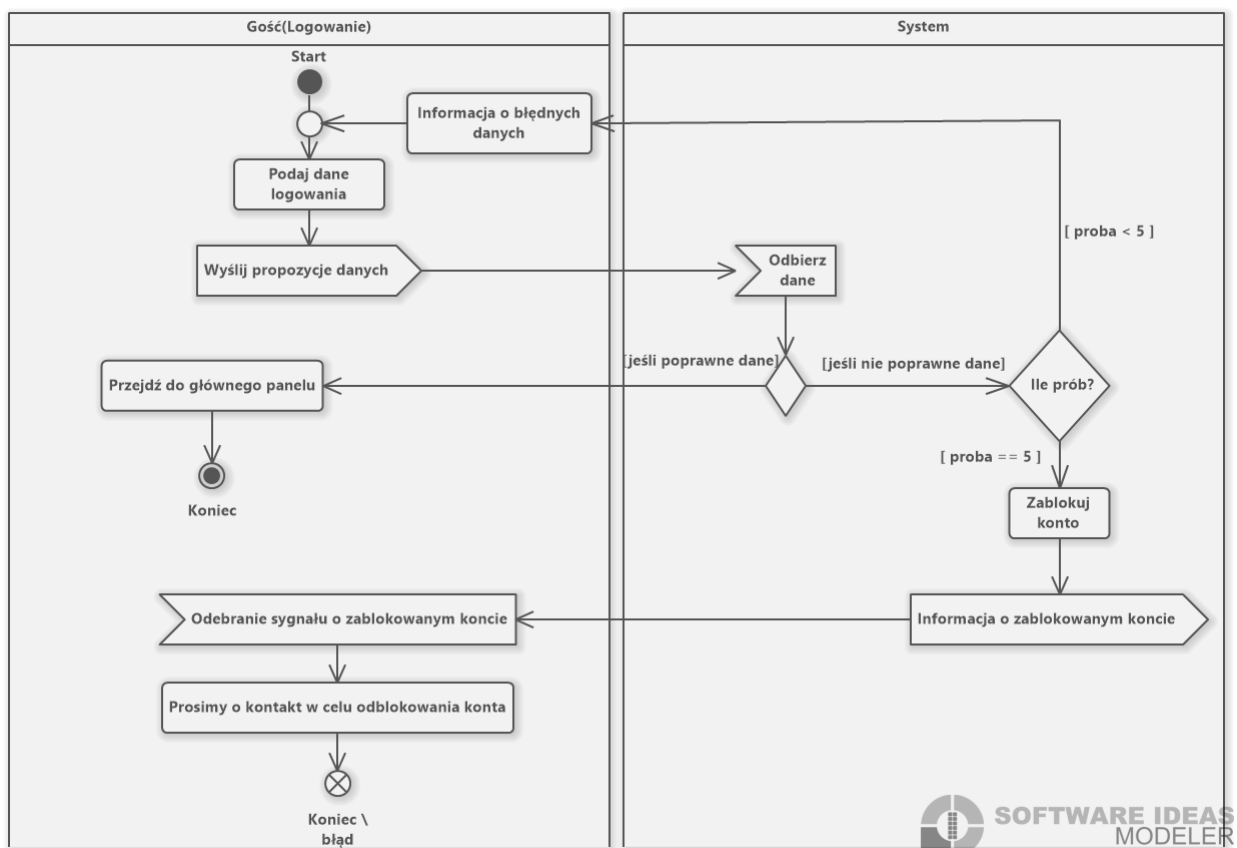 Gość(Logowanie)
System
Start
Informacja o błędnych
danych
Podaj dane
logowania
[ proba < 5 ]
Wyślij propozycje danych
Odbierz
dane
[jeśli poprawne dane]
[jeśli nie poprawne dane]
Przejdź do głównego panelu
Ile prób?
[ proba == 5 ]
Koniec
Zablokuj
konto
Odebranie sygnału o zablokowanym koncie
Informacja o zablokowanym koncie
Prosimy o kontakt w celu odblokowania konta
Koniec \
błąd
SOFTWARE IDEAS
MODELER